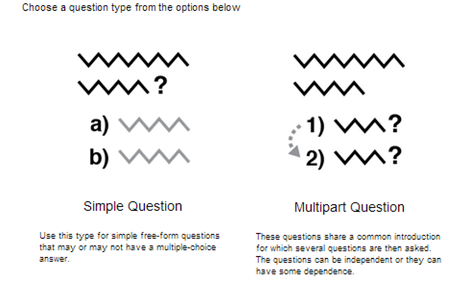 Choose a question type from the options below
?
a)
b)
1) ?
2) ?
Simple Question
Multipart Question
Use this type for simple free-form questions
that may or may not have a multiple-choice
answer.
These questions share a common introduction
for which several questions are then asked.
The questions can be independent or they can
have some dependence.